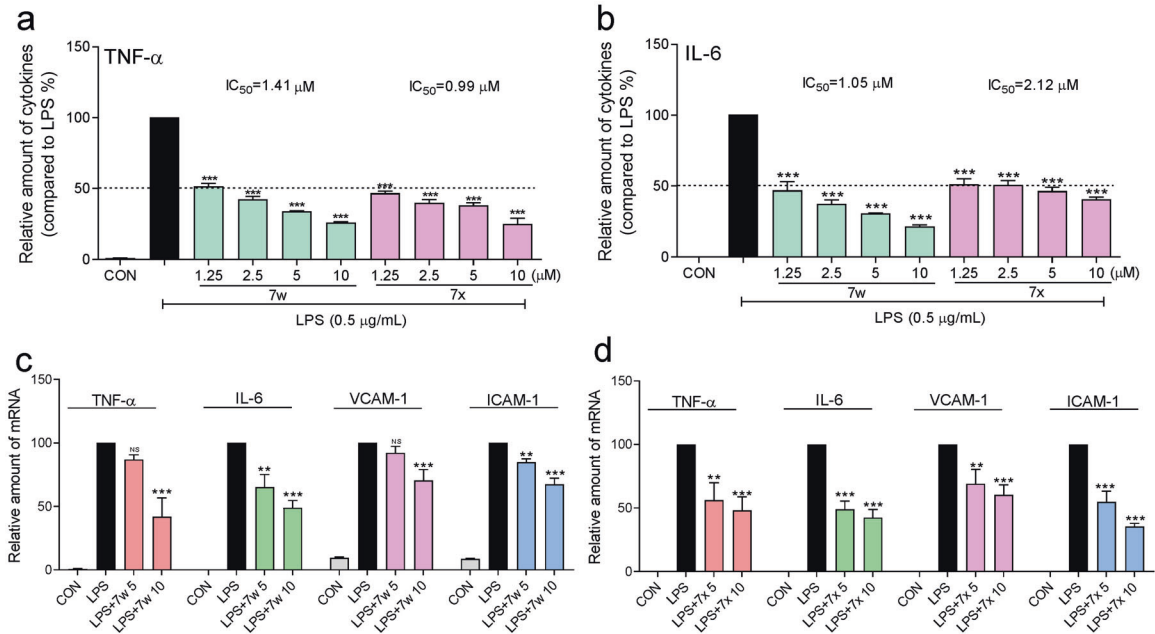 a
TNF-α
Relative amount of cytokines
(compared to LPS %)
150
100
50
0
IC50=1.41 μM
IC50=0.99 μM
*** *** *** *** *** *** *** ***
CON
1.25 2.5 5 10 1.25 2.5 5 10 (μM)
7w 7x
LPS (0.5 μg/mL)
b
IL-6
Relative amount of cytokines
(compared to LPS %)
150
100
50
0
IC50=1.05 μM
IC50=2.12 μM
*** *** *** *** *** *** *** ***
CON
1.25 2.5 5 10 1.25 2.5 5 10 (μM)
7w 7x
LPS (0.5 μg/mL)
c
Relative amount of mRNA
150
100
50
0
TNF-α IL-6 VCAM-1 ICAM-1
NS *** ** *** NS *** ** ***
CON LPS LPS+7w 5 LPS+7w 10 CON LPS LPS+7w 5 LPS+7w 10 CON LPS LPS+7w 5 LPS+7w 10 CON LPS LPS+7w 5 LPS+7w 10
d
Relative amount of mRNA
150
100
50
0
TNF-α IL-6 VCAM-1 ICAM-1
** *** *** *** ** *** *** ***
CON LPS LPS+7x 5 LPS+7x 10 CON LPS LPS+7x 5 LPS+7x 10 CON LPS LPS+7x 5 LPS+7x 10 CON LPS LPS+7x 5 LPS+7x 10